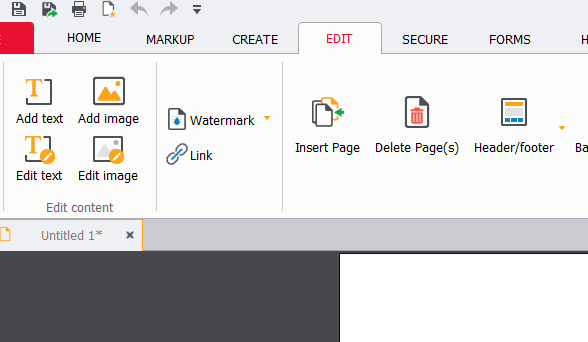 HOME MARKUP CREATE EDIT SECURE FORMS
Add text Add image
Edit text Edit image
Edit content
Watermark
Link
Insert Page Delete Page(s) Header/footer
Untitled 1*